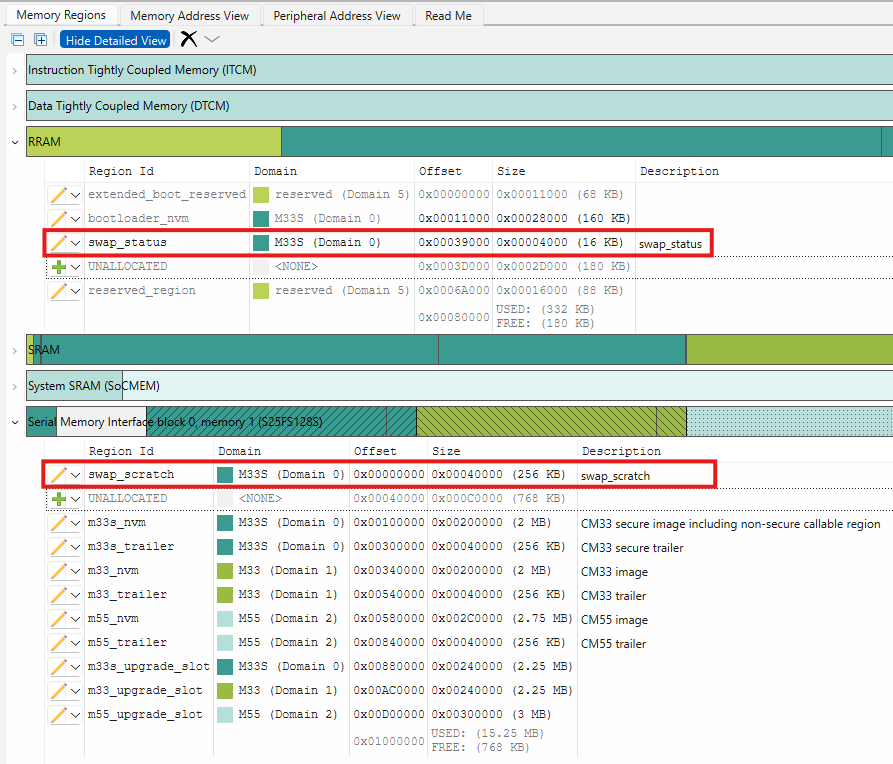 Memory Regions Memory Address View Peripheral Address View Read Me
Hide Detailed View
Instruction Tightly Coupled Memory (ITCM)
Data Tightly Coupled Memory (DTCM)
RRAM
Region Id Domain Offset Size Description
extended_boot_reserved reserved (Domain 5) 0x00000000 0x00011000 (68 KB)
bootloader_nvm M33S (Domain 0) 0x00011000 0x00028000 (160 KB)
swap_status M33S (Domain 0) 0x00039000 0x00004000 (16 KB) swap_status
UNALLOCATED <NONE> 0x0003D000 0x0002D000 (180 KB)
reserved_region reserved (Domain 5) 0x0006A000 0x00016000 (88 KB)
0x00080000 USED: (332 KB)
FREE: (180 KB)
SRAM
System SRAM (SoCMEM)
Serial Memory Interface block 0, memory 1 (S25FS128S)
Region Id Domain Offset Size Description
swap_scratch M33S (Domain 0) 0x00000000 0x00040000 (256 KB) swap_scratch
UNALLOCATED <NONE> 0x00040000 0x000C0000 (768 KB)
m33s_nvm M33S (Domain 0) 0x00100000 0x00200000 (2 MB) CM33 secure image including non-secure callable region
m33s_trailer M33S (Domain 0) 0x00300000 0x00040000 (256 KB) CM33 secure trailer
m33_nvm M33 (Domain 1) 0x00340000 0x00200000 (2 MB) CM33 image
m33_trailer M33 (Domain 1) 0x00540000 0x00040000 (256 KB) CM33 trailer
m55_nvm M55 (Domain 2) 0x00580000 0x002C0000 (2.75 MB) CM55 image
m55_trailer M55 (Domain 2) 0x00840000 0x00040000 (256 KB) CM55 trailer
m33s_upgrade_slot M33S (Domain 0) 0x00880000 0x00240000 (2.25 MB)
m33_upgrade_slot M33 (Domain 1) 0x00AC0000 0x00240000 (2.25 MB)
m55_upgrade_slot M55 (Domain 2) 0x00D00000 0x00300000 (3 MB)
0x01000000 USED: (15.25 MB)
FREE: (768 KB)